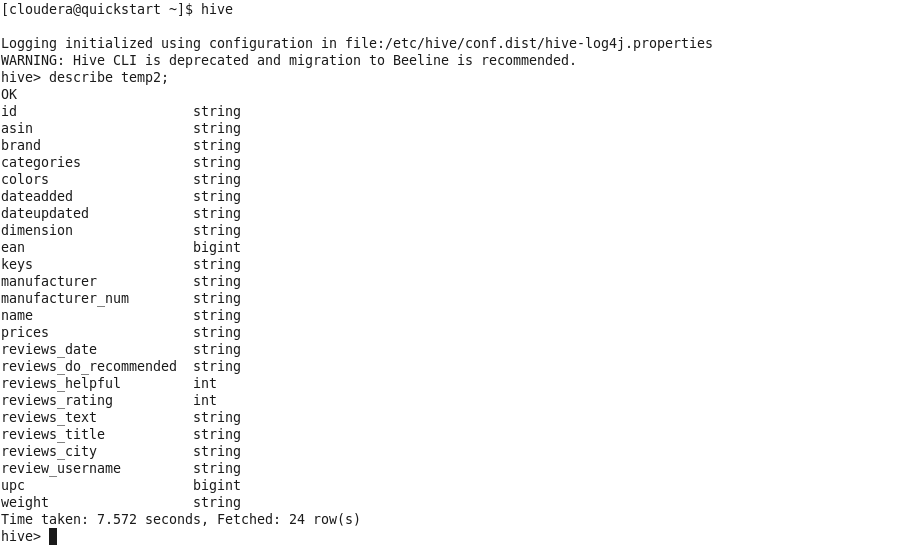 [cloudera@quickstart ~]$ hive
Logging initialized using configuration in file:/etc/hive/conf.dist/hive-log4j.properties
WARNING: Hive CLI is deprecated and migration to Beeline is recommended.
hive> describe temp2;
OK
id string
asin string
brand string
categories string
colors string
dateadded string
dateupdated string
dimension string
ean bigint
keys string
manufacturer string
manufacturer_num string
name string
prices string
reviews_date string
reviews_do_recommended string
reviews_helpful int
reviews_rating int
reviews_text string
reviews_title string
reviews_city string
review_username string
upc bigint
weight string
Time taken: 7.572 seconds, Fetched: 24 row(s)
hive>